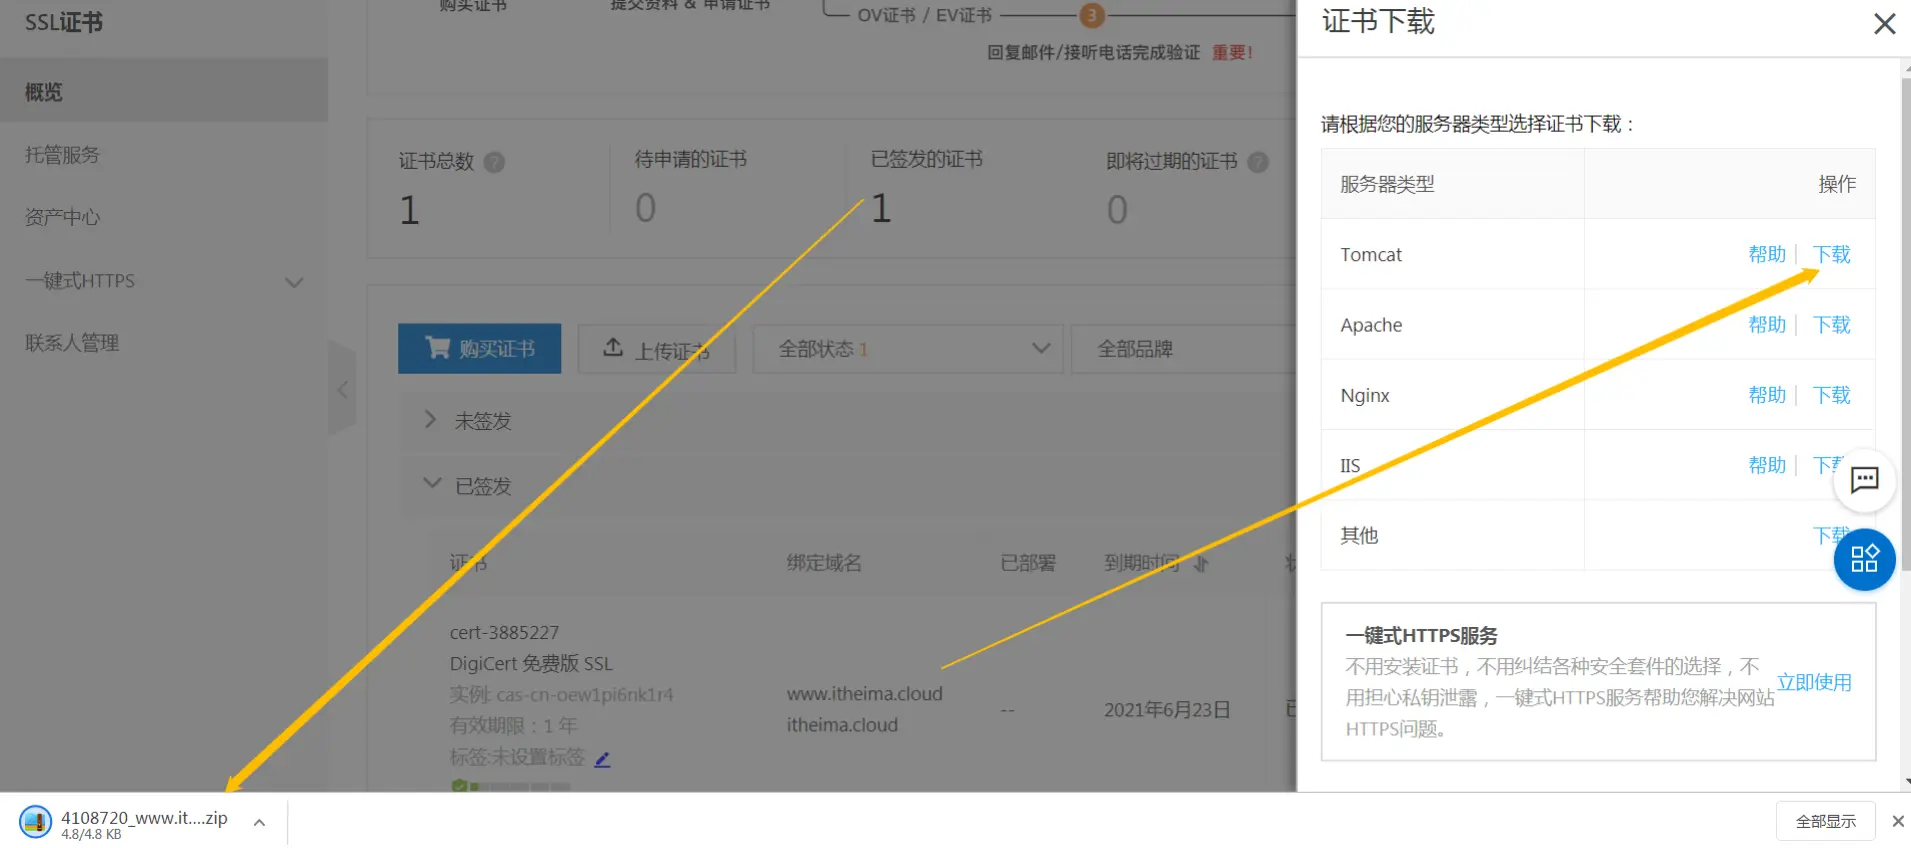 SSL证书
概览
托管服务
资产中心
一键式HTTPS
联系人管理
购买证书
提交资料 & 申请证书
OV证书 / EV证书
3
回复邮件/接听电话完成验证 重要!
证书总数 ?
1
待申请的证书
0
已签发的证书
1
即将过期的证书 ?
0
购买证书
上传证书
全部状态 1
全部品牌
未签发
已签发
证书
绑定域名
已部署
到期时间
cert-3885227
DigiCert 免费版 SSL
实例: cas-cn-oew1pi6nk1r4
有效期限：1 年
标签:未设置标签
www.itheima.cloud
itheima.cloud
--
2021年6月23日
证书下载
请根据您的服务器类型选择证书下载：
服务器类型 操作
Tomcat 帮助 下载
Apache 帮助 下载
Nginx 帮助 下载
IIS 帮助 下载
其他 下载
一键式HTTPS服务
不用安装证书，不用纠结各种安全套件的选择，不
用担心私钥泄露，一键式HTTPS服务帮助您解决网站
HTTPS问题。
立即使用
4108720_www.it....zip
4.8/4.8 KB
全部显示